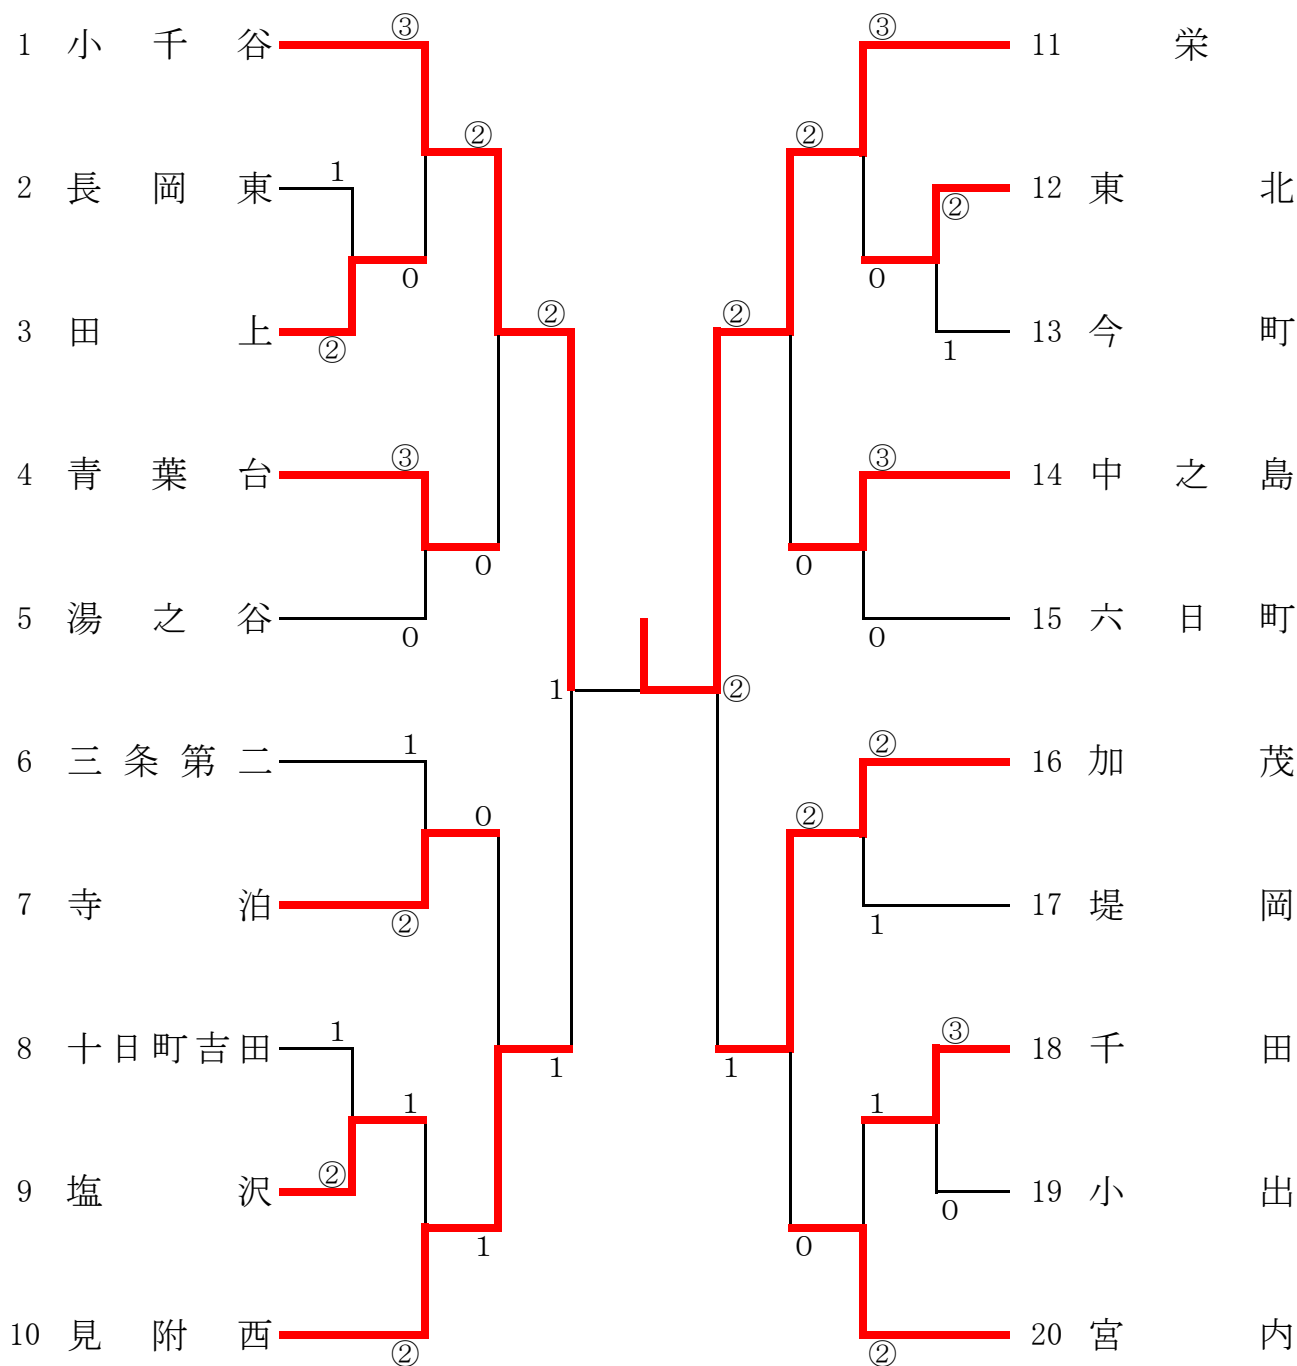 ③ ③
1 小千谷 11 栄
② ②
1
2 長岡東 12 東北
②
0 0
② ②
3 田上 13 今町
② 1
③ ③
4 青葉台 14 中之島
0 0
5 湯之谷 15 六日町
0 0
1 ②
1 ②
6 三条第二 16 加茂
0 ②
7 寺泊 17 堤岡
② 1
1 ③
8 十日町吉田 18 千田
1 1
1 1
②
9 塩沢 19 小出
0
1 0
10 見附西 20 宮内
② ②